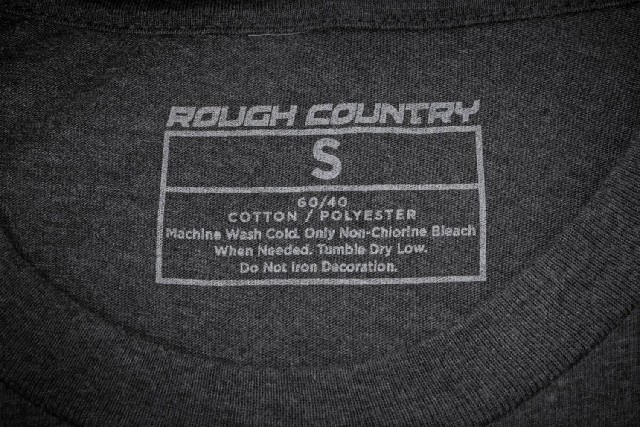 ROUGH COUNTRY
S
60/40
COTTON / POLYESTER
Machine Wash Cold. Only Non-Chlorine Bleach
When Needed. Tumble Dry Low.
Do Not Iron Decoration.